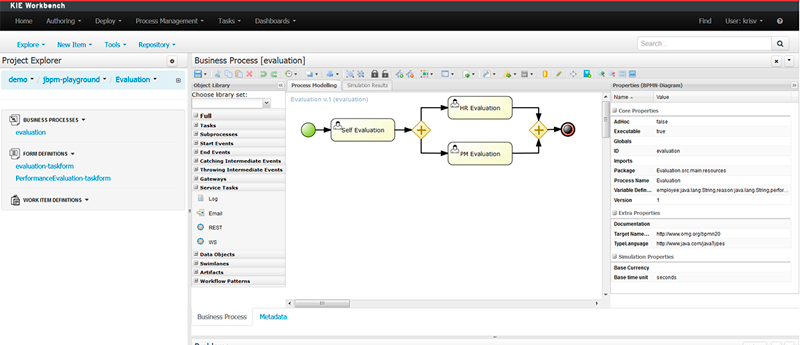 KIE Workbench
Home Authoring Deploy Process Management Tasks Dashboards Find User: krisv
Explore New Item Tools Repository Search...
Project Explorer
demo / jbpm-playground / Evaluation /
BUSINESS PROCESSES
evaluation
FORM DEFINITIONS
evaluation-taskform
PerformanceEvaluation-taskform
WORK ITEM DEFINITIONS
Business Process [evaluation]
Object Library
Choose library set:
Full
Tasks
Subprocesses
Start Events
End Events
Catching Intermediate Events
Throwing Intermediate Events
Gateways
Service Tasks
Log
Email
REST
WS
Data Objects
Swimlanes
Artifacts
Workflow Patterns
Process Modelling Simulation Results
Evaluation v.1 (evaluation)
Self Evaluation
HR Evaluation
PM Evaluation
Properties (BPMN-Diagram)
Name Value
Core Properties
AdHoc false
Executable true
Globals
ID evaluation
Imports
Package Evaluation.src.main.resources
Process Name Evaluation
Variable Defin... employee:java.lang.String,reason:java.lang.String,perfor...
Version 1
Extra Properties
Documentation
Target Name... http://www.omg.org/bpmn20
TypeLanguage http://www.java.com/javaTypes
Simulation Properties
Base Currency
Base time unit seconds
Business Process Metadata